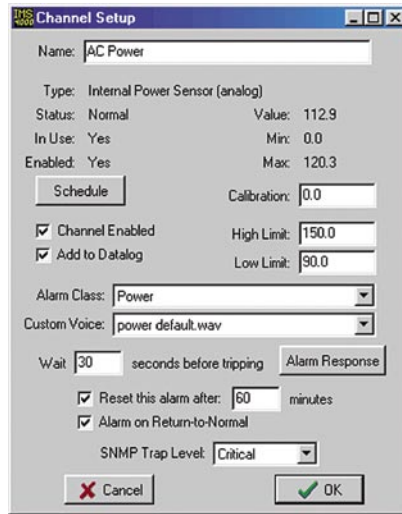 IMS 4000 Channel Setup
Name: AC Power
Type: Internal Power Sensor (analog)
Status: Normal Value: 112.9
In Use: Yes Min: 0.0
Enabled: Yes Max: 120.3
Schedule Calibration: 0.0
Channel Enabled High Limit: 150.0
Add to Datalog Low Limit: 90.0
Alarm Class: Power
Custom Voice: power default.wav
Wait 30 seconds before tripping Alarm Response
Reset this alarm after: 60 minutes
Alarm on Return-to-Normal
SNMP Trap Level: Critical
Cancel OK